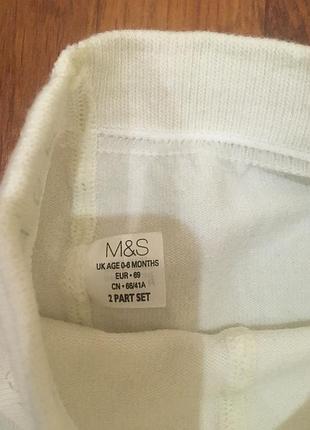 M&S
UK AGE 0-6 MONTHS
EUR • 69
CN • 66/41A
2 PART SET